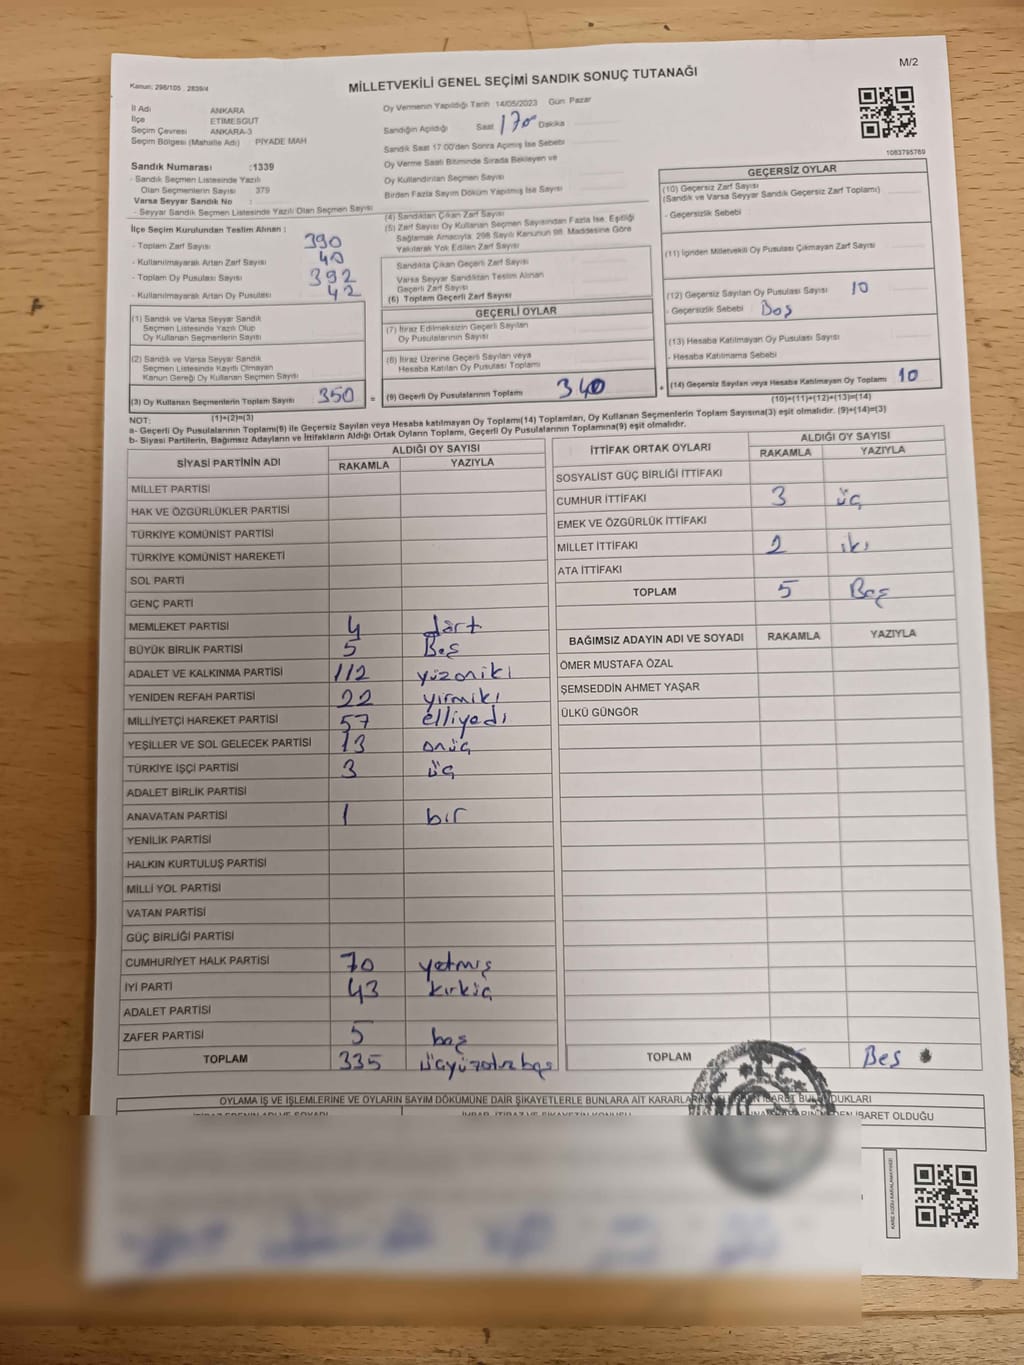 M/2
Kanun: 298/105 . 2839/4
MİLLETVEKİLİ GENEL SEÇİMİ SANDIK SONUÇ TUTANAĞI
İl Adı ANKARA
İlçe ETİMESGUT
Seçim Çevresi ANKARA-3
Seçim Bölgesi (Mahalle Adı) PİYADE MAH
Sandık Numarası :1339
- Sandık Seçmen Listesinde Yazılı
Olan Seçmenlerin Sayısı 379
Varsa Seyyar Sandık No :
- Seyyar Sandık Seçmen Listesinde Yazılı Olan Seçmen Sayısı
Oy Vermenin Yapıldığı Tarih 14/05/2023 Gün Pazar
Sandığın Açıldığı Saat 170 Dakika
Sandık Saat 17:00'den Sonra Açılmış İse Sebebi
Oy Verme Saati Bitiminde Sırada Bekleyen ve
Oy Kullandırılan Seçmen Sayısı
Birden Fazla Sayım Döküm Yapılmış İse Sayısı
1083795769
İlçe Seçim Kurulundan Teslim Alınan :
- Toplam Zarf Sayısı 390
- Kullanılmayarak Artan Zarf Sayısı 40
- Toplam Oy Pusulası Sayısı 392
- Kullanılmayarak Artan Oy Pusulası 42
(1) Sandık ve Varsa Seyyar Sandık
Seçmen Listesinde Yazılı Olup
Oy Kullanan Seçmenlerin Sayısı
(2) Sandık ve Varsa Seyyar Sandık
Seçmen Listesinde Kayıtlı Olmayan
Kanun Gereği Oy Kullanan Seçmen Sayısı
(3) Oy Kullanan Seçmenlerin Toplam Sayısı : 350 =
(1)+(2)=(3)
(4) Sandıktan Çıkan Zarf Sayısı
(5) Zarf Sayısı Oy Kullanan Seçmen Sayısından Fazla İse, Eşitliği
Sağlamak Amacıyla, 298 Sayılı Kanunun 98. Maddesine Göre
Yakılarak Yok Edilen Zarf Sayısı
Sandıkta Çıkan Geçerli Zarf Sayısı
Varsa Seyyar Sandıktan Teslim Alınan
Geçerli Zarf Sayısı
(6) Toplam Geçerli Zarf Sayısı
GEÇERLİ OYLAR
(7) İtiraz Edilmeksizin Geçerli Sayılan
Oy Pusulalarının Sayısı
(8) İtiraz Üzerine Geçerli Sayılan veya
Hesaba Katılan Oy Pusulası Toplamı
(9) Geçerli Oy Pusulalarının Toplamı 340 +
GEÇERSİZ OYLAR
(10) Geçersiz Zarf Sayısı
(Sandık ve Varsa Seyyar Sandık Geçersiz Zarf Toplamı)
- Geçersizlik Sebebi
(11) İçinden Milletvekili Oy Pusulası Çıkmayan Zarf Sayısı
(12) Geçersiz Sayılan Oy Pusulası Sayısı 10
- Geçersizlik Sebebi : Boş
(13) Hesaba Katılmayan Oy Pusulası Sayısı
- Hesaba Katılmama Sebebi
(14) Geçersiz Sayılan veya Hesaba Katılmayan Oy Toplamı 10
(10)+(11)+(12)+(13)=(14)
NOT:
a- Geçerli Oy Pusulalarının Toplamı(9) ile Geçersiz Sayılan veya Hesaba katılmayan Oy Toplamı(14) Toplamları, Oy Kullanan Seçmenlerin Toplam Sayısına(3) eşit olmalıdır. (9)+(14)=(3)
b- Siyasi Partilerin, Bağımsız Adayların ve İttifakların Aldığı Ortak Oyların Toplamı, Geçerli Oy Pusulalarının Toplamına(9) eşit olmalıdır.
SİYASİ PARTİNİN ADI ALDIĞI OY SAYISI
RAKAMLA YAZIYLA
MİLLET PARTİSİ
HAK VE ÖZGÜRLÜKLER PARTİSİ
TÜRKİYE KOMÜNİST PARTİSİ
TÜRKİYE KOMÜNİST HAREKETİ
SOL PARTİ
GENÇ PARTİ
MEMLEKET PARTİSİ 4 dört
BÜYÜK BİRLİK PARTİSİ 5 Beş
ADALET VE KALKINMA PARTİSİ 112 yüzoniki
YENİDEN REFAH PARTİSİ 22 yirmiki
MİLLİYETÇİ HAREKET PARTİSİ 57 elliyedi
YEŞİLLER VE SOL GELECEK PARTİSİ 13 onüç
TÜRKİYE İŞÇİ PARTİSİ 3 üç
ADALET BİRLİK PARTİSİ
ANAVATAN PARTİSİ 1 bir
YENİLİK PARTİSİ
HALKIN KURTULUŞ PARTİSİ
MİLLİ YOL PARTİSİ
VATAN PARTİSİ
GÜÇ BİRLİĞİ PARTİSİ
CUMHURİYET HALK PARTİSİ 70 yetmiş
İYİ PARTİ 43 kırküç
ADALET PARTİSİ
ZAFER PARTİSİ 5 beş
TOPLAM 335 üçyüzotuzbeş
İTTİFAK ORTAK OYLARI ALDIĞI OY SAYISI
RAKAMLA YAZIYLA
SOSYALİST GÜÇ BİRLİĞİ İTTİFAKI
CUMHUR İTTİFAKI 3 üç
EMEK VE ÖZGÜRLÜK İTTİFAKI
MİLLET İTTİFAKI 2 iki
ATA İTTİFAKI
TOPLAM 5 Beş
BAĞIMSIZ ADAYIN ADI VE SOYADI RAKAMLA YAZIYLA
ÖMER MUSTAFA ÖZAL
ŞEMSEDDİN AHMET YAŞAR
ÜLKÜ GÜNGÖR
TOPLAM Beş
OYLAMA İŞ VE İŞLEMLERİNE VE OYLARIN SAYIM DÖKÜMÜNE DAİR ŞİKAYETLERLE BUNLARA AİT KARARLARIN
T.C.
İBARET OLDUĞU